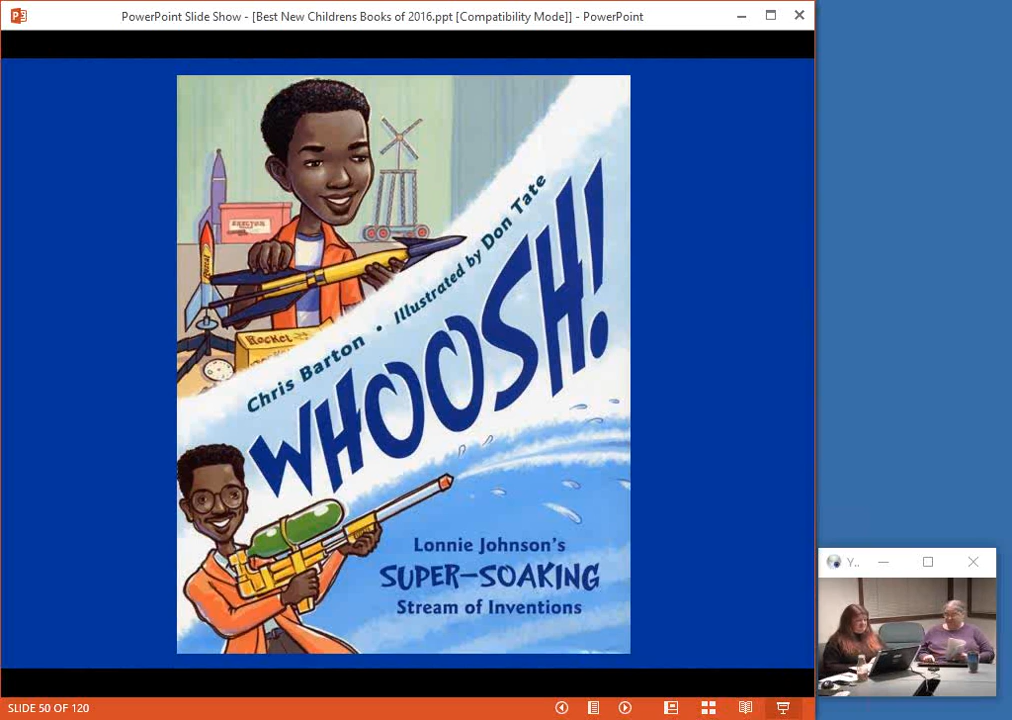 PowerPoint Slide Show - [Best New Childrens Books of 2016.ppt [Compatibility Mode]] - PowerPoint
ERECTOR
Rocket
Chris Barton • Illustrated by Don Tate
WHOOSH!
Lonnie Johnson's
SUPER-SOAKING
Stream of Inventions
Y..
SLIDE 50 OF 120